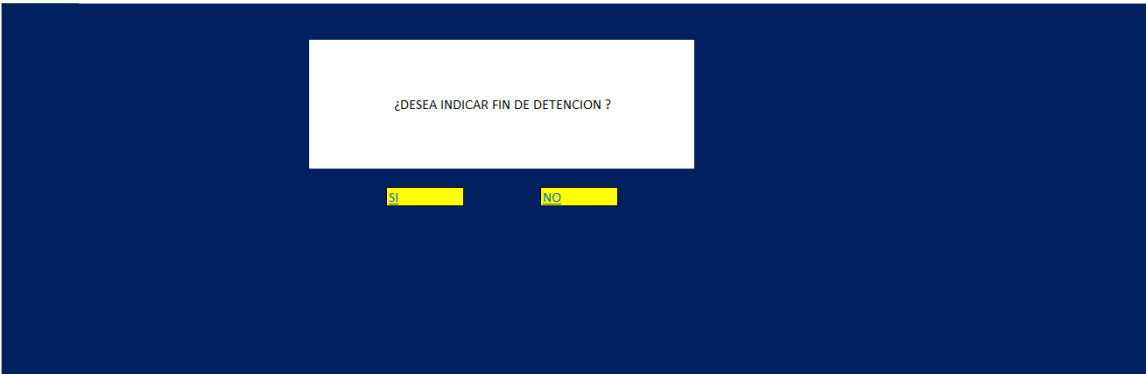 ¿DESEA INDICAR FIN DE DETENCION ?
SI
NO